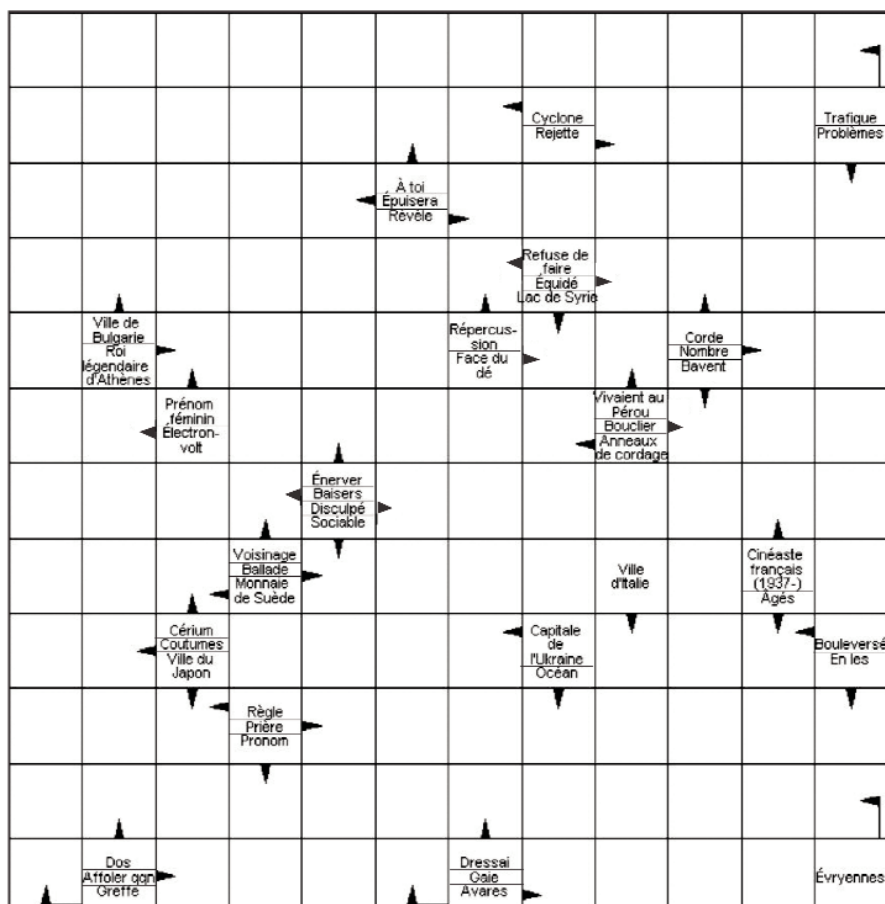 Cyclone
Rejette
Trafique
Problèmes
À toi
Épuisera
Révèle
Refuse de
faire
Équidé
Lac de Syrie
Ville de
Bulgarie
Roi
légendaire
d'Athènes
Répercus-
sion
Face du
dé
Corde
Nombre
Bavent
Prénom
féminin
Électron-
volt
Vivaient au
Pérou
Bouclier
Anneaux
de cordage
Énerver
Baisers
Disculpé
Sociable
Voisinage
Ballade
Monnaie
de Suède
Ville
d'Italie
Cinéaste
français
(1937-)
Âgés
Cérium
Coutumes
Ville du
Japon
Capitale
de
l'Ukraine
Océan
Bouleversé
En les
Règle
Prière
Pronom
Dos
Affoler qqn
Greffe
Dressai
Gaie
Avares
Évryennes